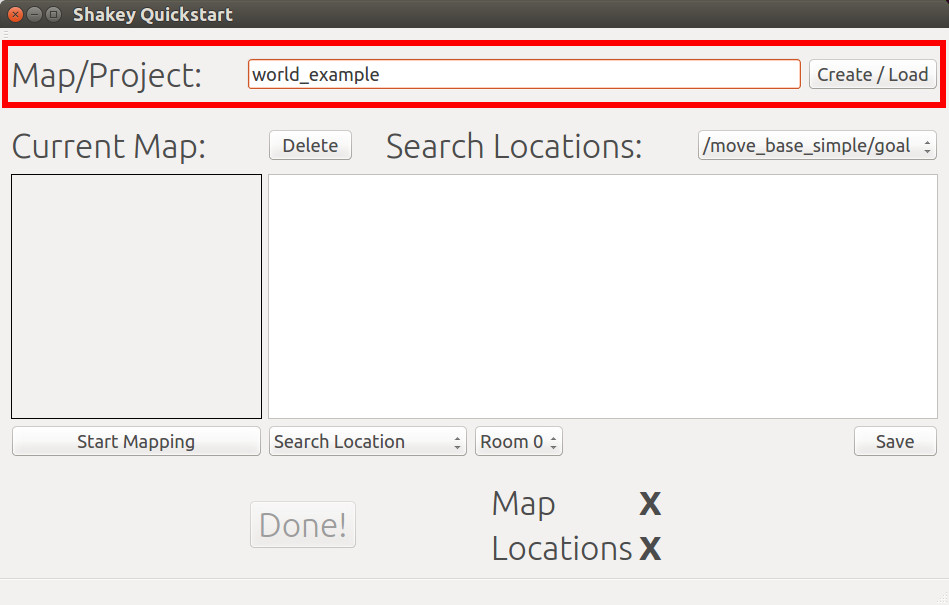 Shakey Quickstart
Map/Project: world_example Create / Load
Current Map: Delete Search Locations: /move_base_simple/goal
Start Mapping Search Location Room 0 Save
Done! Map X
Locations X